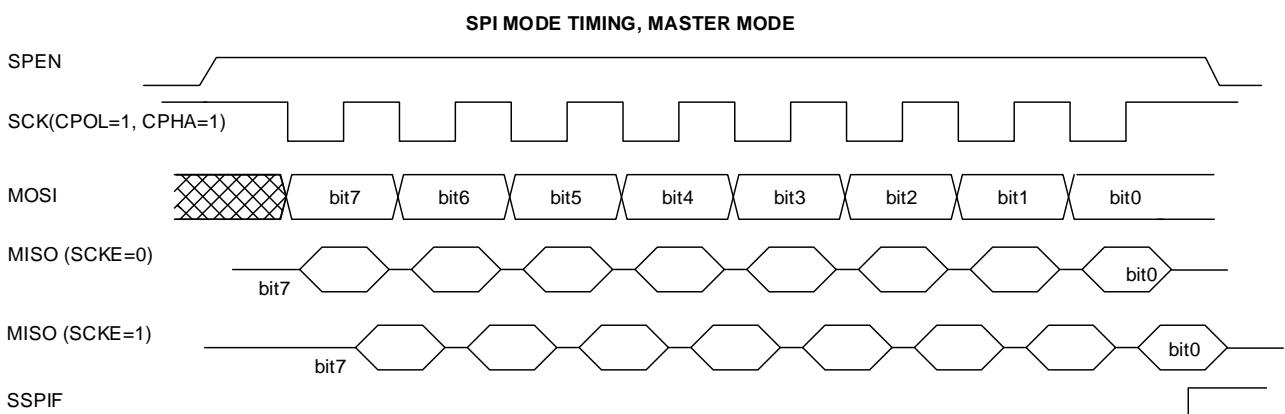 SPI MODE TIMING, MASTER MODE
SPEN
SCK(CPOL=1, CPHA=1)
MOSI bit7 bit6 bit5 bit4 bit3 bit2 bit1 bit0
MISO (SCKE=0)
bit7 bit0
MISO (SCKE=1)
bit7 bit0
SSPIF